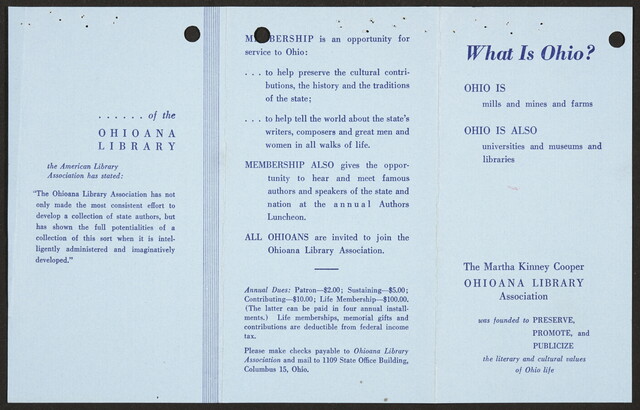 . . . . . . of the
OHIOANA
LIBRARY
the American Library
Association has stated:
"The Ohioana Library Association has not
only made the most consistent effort to
develop a collection of state authors, but
has shown the full potentialities of a
collection of this sort when it is intel-
ligently administered and imaginatively
developed."
MEMBERSHIP is an opportunity for
service to Ohio:
. . . to help preserve the cultural contri-
butions, the history and the traditions
of the state;
. . . to help tell the world about the state's
writers, composers and great men and
women in all walks of life.
MEMBERSHIP ALSO gives the oppor-
tunity to hear and meet famous
authors and speakers of the state and
nation at the annual Authors
Luncheon.
ALL OHIOANS are invited to join the
Ohioana Library Association.
Annual Dues: Patron—$2.00; Sustaining—$5.00;
Contributing—$10.00; Life Membership—$100.00.
(The latter can be paid in four annual install-
ments.) Life memberships, memorial gifts and
contributions are deductible from federal income
tax.
Please make checks payable to Ohioana Library
Association and mail to 1109 State Office Building,
Columbus 15, Ohio.
What Is Ohio?
OHIO IS
mills and mines and farms
OHIO IS ALSO
universities and museums and
libraries
The Martha Kinney Cooper
OHIOANA LIBRARY
Association
was founded to PRESERVE,
PROMOTE, and
PUBLICIZE
the literary and cultural values
of Ohio life